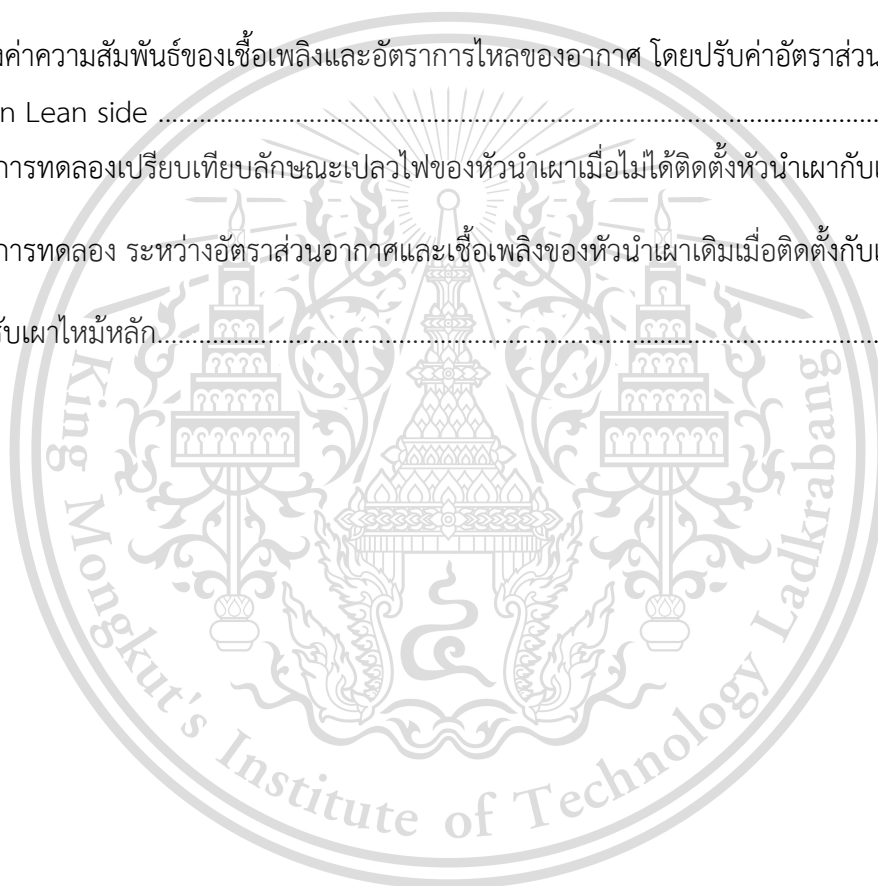 งค่าความสัมพันธ์ของเชื้อเพลิงและอัตราการไหลของอากาศ โดยปรับค่าอัตราส่วน
n Lean side ........................................................................................................
การทดลองเปรียบเทียบลักษณะเปลวไฟของหัวนำเผาเมื่อไม่ได้ติดตั้งหัวนำเผากับเ
การทดลอง ระหว่างอัตราส่วนอากาศและเชื้อเพลิงของหัวนำเผาเดิมเมื่อติดตั้งกับเ
รับเผาไหม้หลัก........................................................................................................
King Mongkut's Institute of Technology Ladkrabang